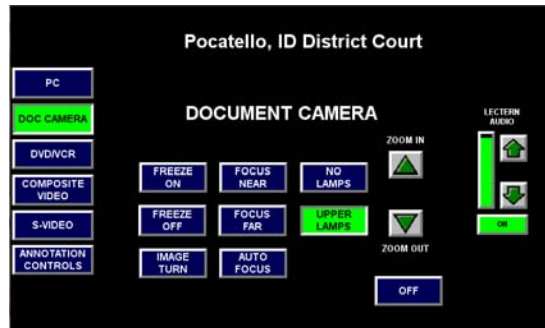 Pocatello, ID District Court
PC
DOC CAMERA
DVD/VCR
COMPOSITE
VIDEO
S-VIDEO
ANNOTATION
CONTROLS
DOCUMENT CAMERA
FREEZE
ON
FOCUS
NEAR
NO
LAMPS
FREEZE
OFF
FOCUS
FAR
UPPER
LAMPS
IMAGE
TURN
AUTO
FOCUS
ZOOM IN
ZOOM OUT
OFF
LECTERN
AUDIO
ON